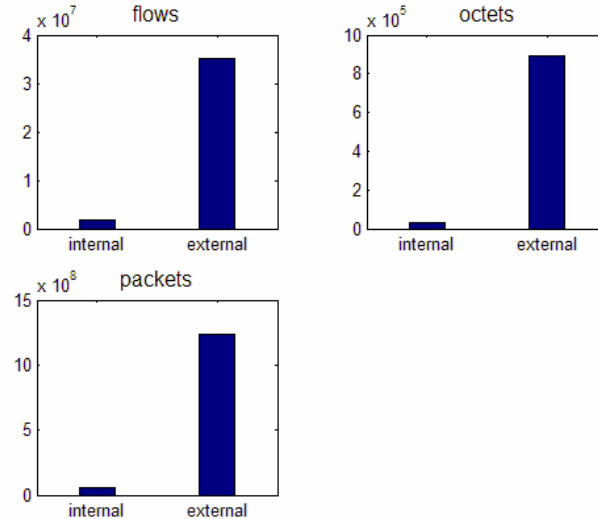 flows
x 10^7
4
3
2
1
0
internal external
octets
x 10^5
10
8
6
4
2
0
internal external
packets
x 10^8
15
10
5
0
internal external